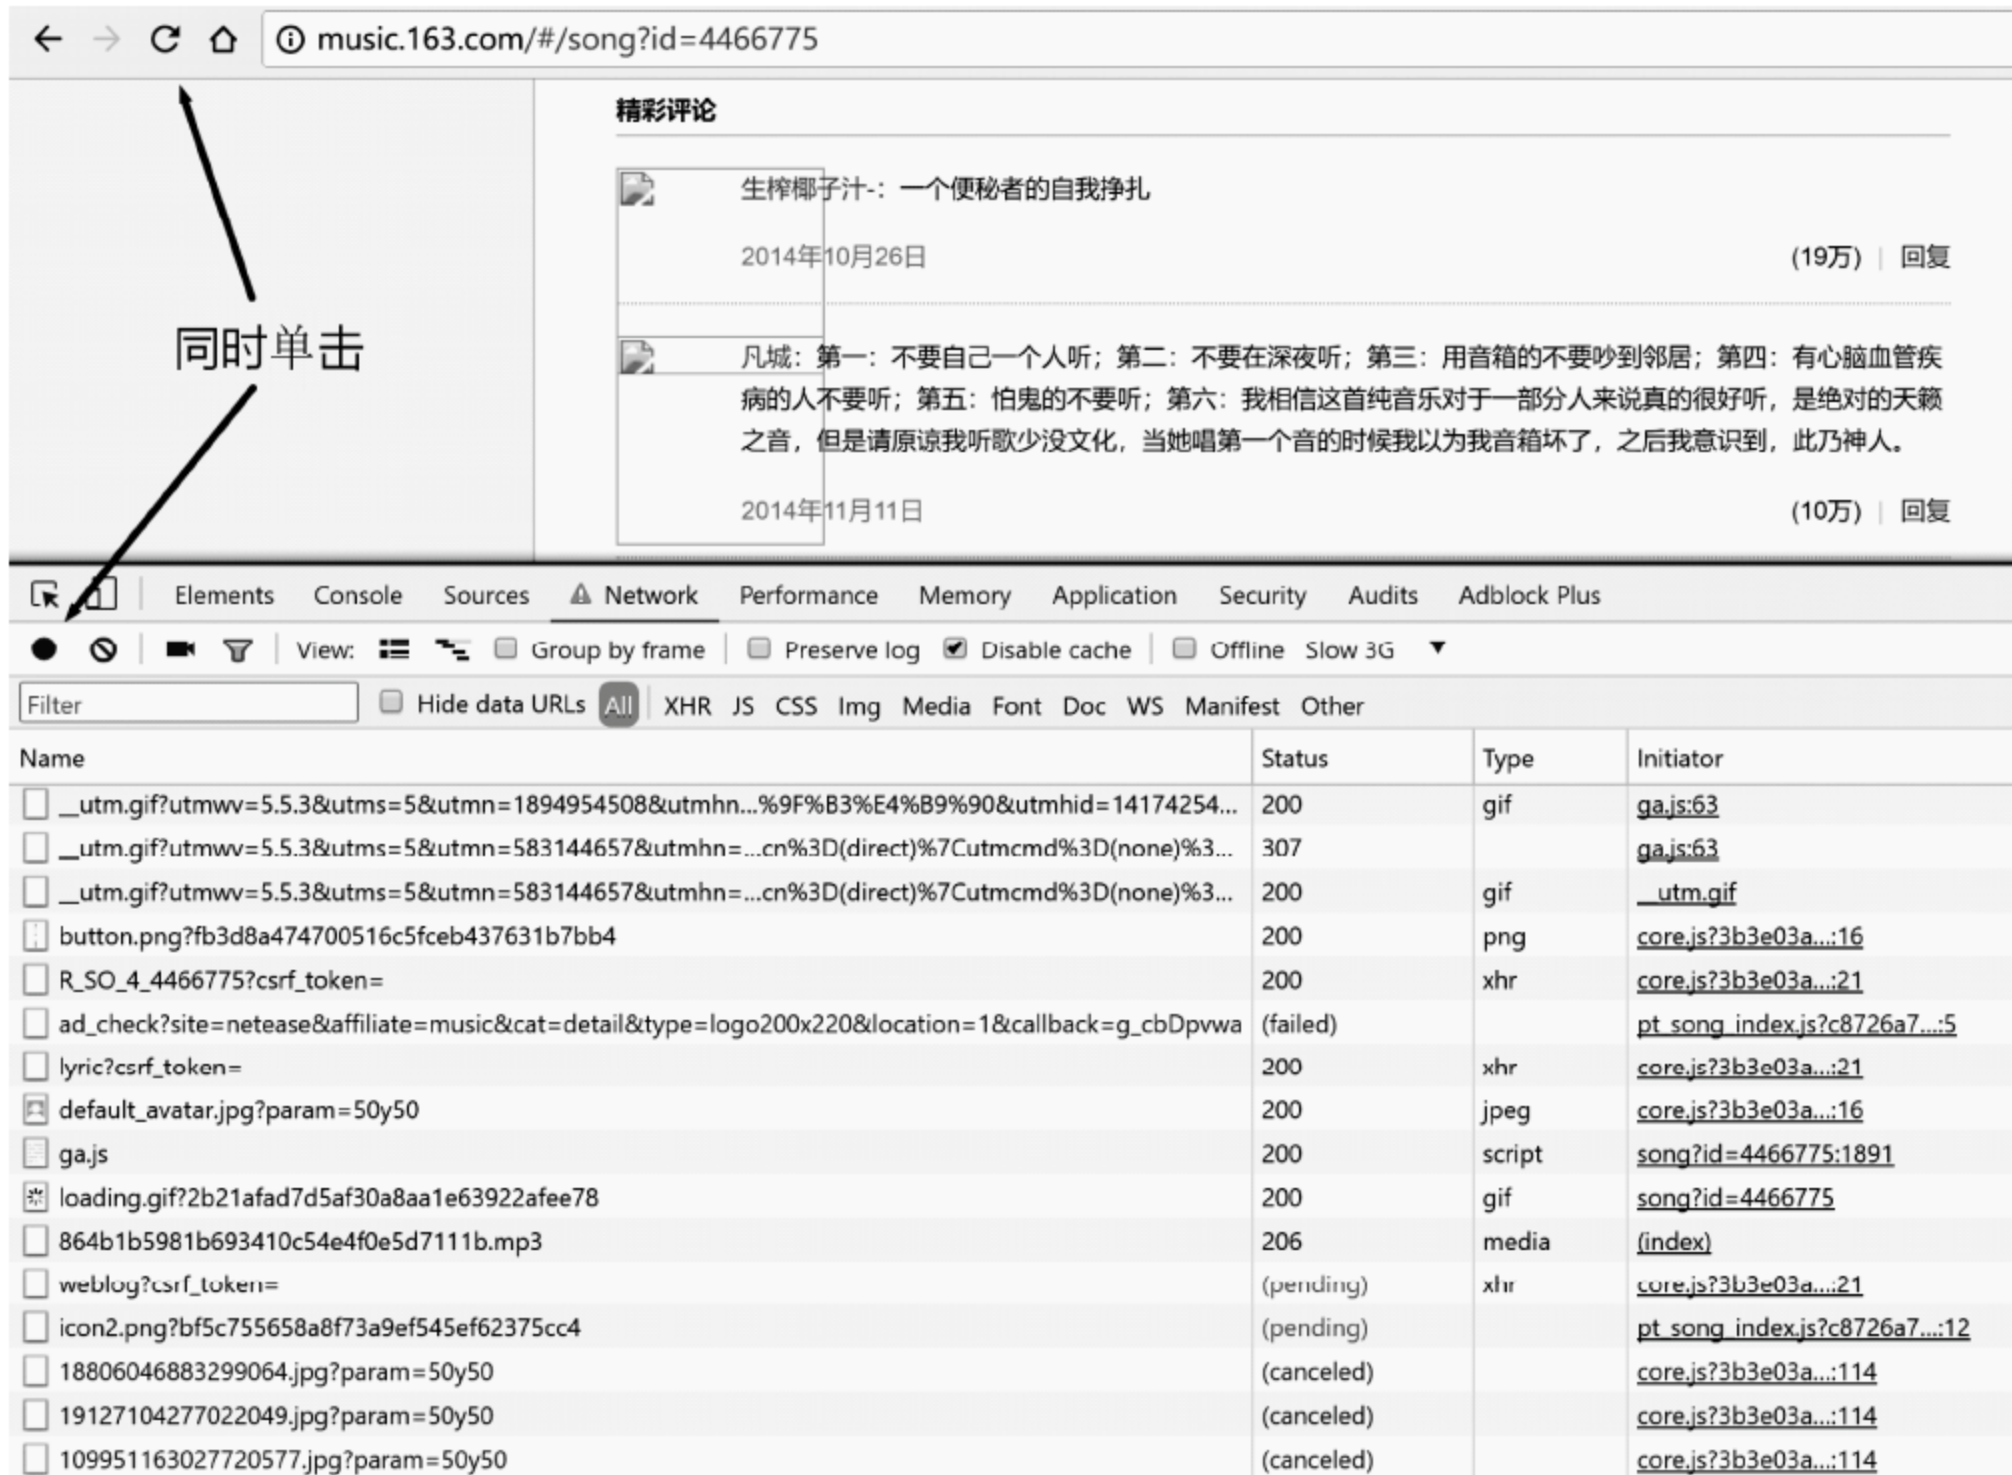 music.163.com/#/song?id=4466775
精彩评论
生榨椰子汁-：一个便秘者的自我挣扎
2014年10月26日 (19万) | 回复
同时单击
凡城：第一：不要自己一个人听；第二：不要在深夜听；第三：用音箱的不要吵到邻居；第四：有心脑血管疾
病的人不要听；第五：怕鬼的不要听；第六：我相信这首纯音乐对于一部分人来说真的很好听，是绝对的天籁
之音，但是请原谅我听歌少没文化，当她唱第一个音的时候我以为我音箱坏了，之后我意识到，此乃神人。
2014年11月11日 (10万) | 回复
Elements Console Sources Network Performance Memory Application Security Audits Adblock Plus
View: Group by frame Preserve log Disable cache Offline Slow 3G
Filter Hide data URLs All XHR JS CSS Img Media Font Doc WS Manifest Other
Name Status Type Initiator
__utm.gif?utmwv=5.5.3&utms=5&utmn=1894954508&utmhn...%9F%B3%E4%B9%90&utmhid=14174254... 200 gif ga.js:63
__utm.gif?utmwv=5.5.3&utms=5&utmn=583144657&utmhn=...cn%3D(direct)%7Cutmcmd%3D(none)%3... 307 ga.js:63
__utm.gif?utmwv=5.5.3&utms=5&utmn=583144657&utmhn=...cn%3D(direct)%7Cutmcmd%3D(none)%3... 200 gif __utm.gif
button.png?fb3d8a474700516c5fceb437631b7bb4 200 png core.js?3b3e03a...:16
R_SO_4_4466775?csrf_token= 200 xhr core.js?3b3e03a...:21
ad_check?site=netease&affiliate=music&cat=detail&type=logo200x220&location=1&callback=g_cbDpvwa (failed) pt_song_index.js?c8726a7...:5
lyric?csrf_token= 200 xhr core.js?3b3e03a...:21
default_avatar.jpg?param=50y50 200 jpeg core.js?3b3e03a...:16
ga.js 200 script song?id=4466775:1891
loading.gif?2b21afad7d5af30a8aa1e63922afee78 200 gif song?id=4466775
864b1b5981b693410c54e4f0e5d7111b.mp3 206 media (index)
weblog?csrf_token= (pending) xhr core.js?3b3e03a...:21
icon2.png?bf5c755658a8f73a9ef545ef62375cc4 (pending) pt_song_index.js?c8726a7...:12
18806046883299064.jpg?param=50y50 (canceled) core.js?3b3e03a...:114
19127104277022049.jpg?param=50y50 (canceled) core.js?3b3e03a...:114
109951163027720577.jpg?param=50y50 (canceled) core.js?3b3e03a...:114